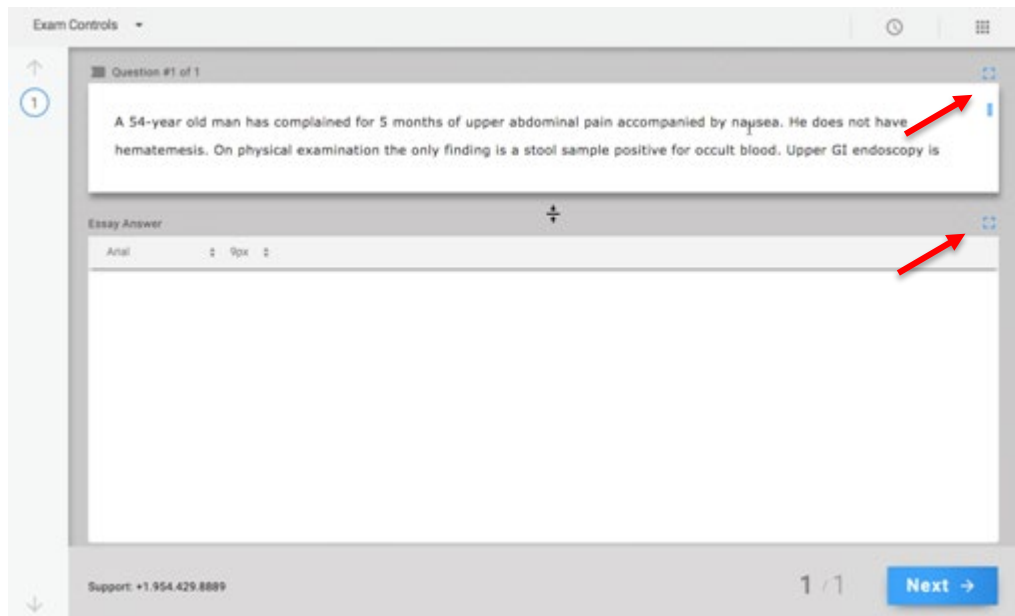 Exam Controls
Question #1 of 1
1
A 54-year old man has complained for 5 months of upper abdominal pain accompanied by nausea. He does not have
hematemesis. On physical examination the only finding is a stool sample positive for occult blood. Upper GI endoscopy is
Essay Answer
Arial 9px
Support: +1.954.429.8889
1 / 1
Next →